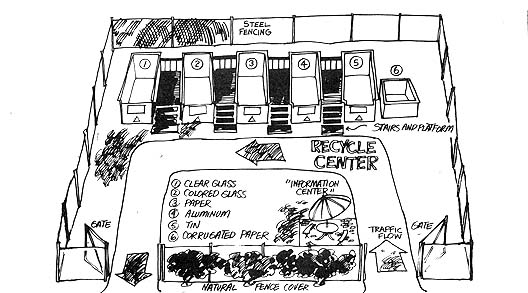 STEEL
FENCING
1
2
3
4
5
6
STAIRS AND PLATFORM
RECYCLE
CENTER
1 CLEAR GLASS
2 COLORED GLASS
3 PAPER
4 ALUMINUM
5 TIN
6 CORRUGATED PAPER
"INFORMATION
CENTER"
GATE
TRAFFIC
FLOW
GATE
NATURAL FENCE COVER